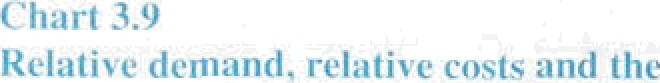 Chart 3.9
Relative demand, relative costs and the